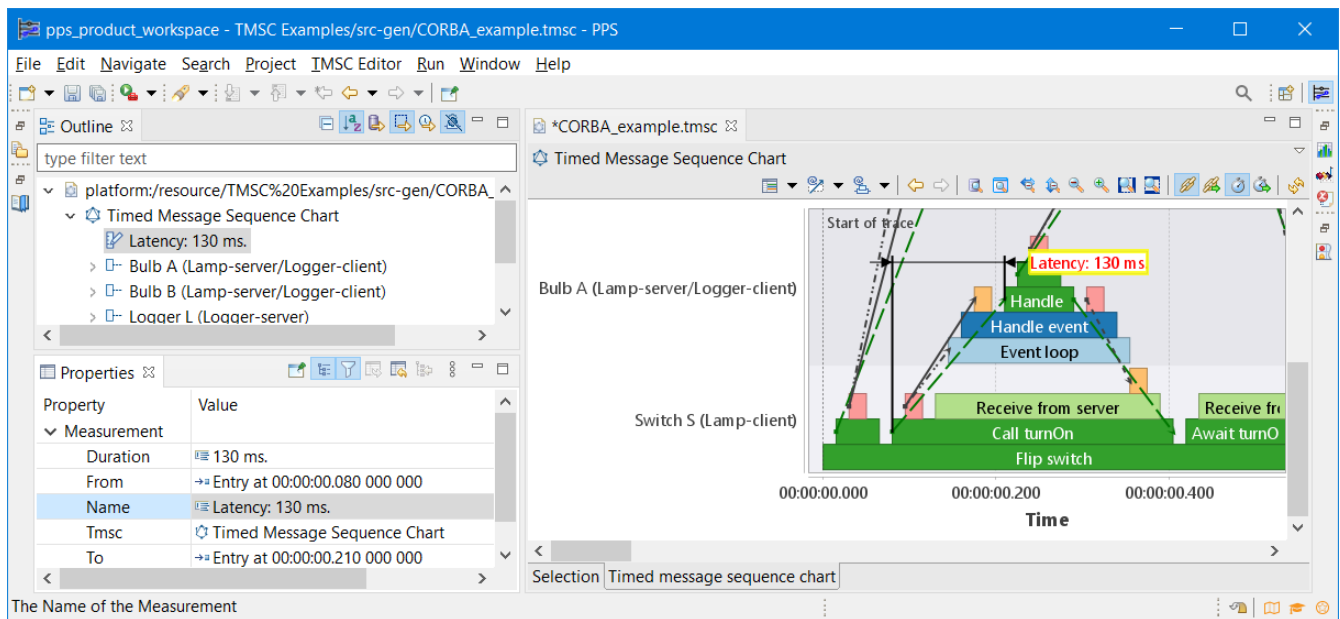 pps_product_workspace - TMSC Examples/src-gen/CORBA_example.tmsc - PPS
File Edit Navigate Search Project TMSC Editor Run Window Help
Outline
type filter text
platform:/resource/TMSC%20Examples/src-gen/CORBA_
Timed Message Sequence Chart
Latency: 130 ms.
Bulb A (Lamp-server/Logger-client)
Bulb B (Lamp-server/Logger-client)
Logger L (Logger-server)
Properties
Property Value
Measurement
Duration 130 ms.
From Entry at 00:00:00.080 000 000
Name Latency: 130 ms.
Tmsc Timed Message Sequence Chart
To Entry at 00:00:00.210 000 000
The Name of the Measurement
*CORBA_example.tmsc
Timed Message Sequence Chart
Start of trace
Latency: 130 ms
Bulb A (Lamp-server/Logger-client)
Handle
Handle event
Event loop
Receive from server Receive fr
Switch S (Lamp-client)
Call turnOn Await turnO
Flip switch
00:00:00.000 00:00:00.200 00:00:00.400
Time
Selection Timed message sequence chart